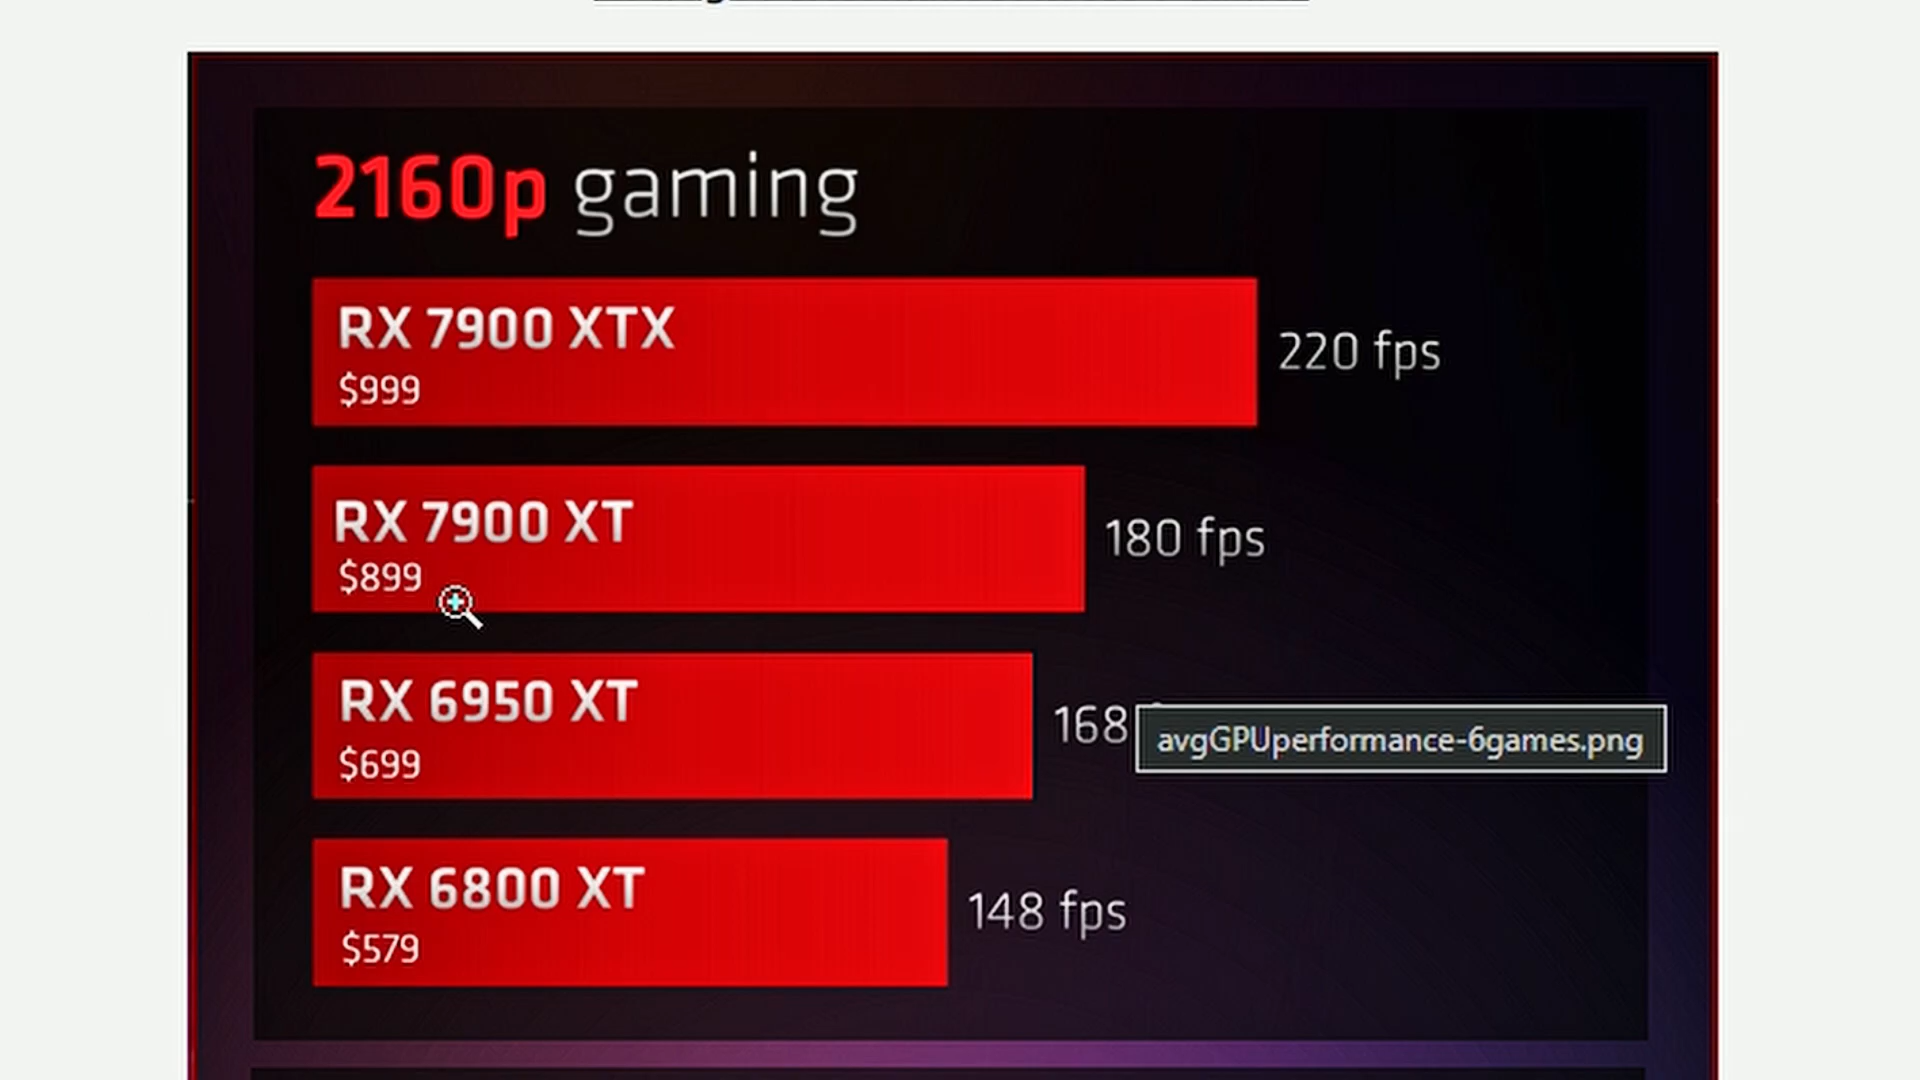 2160p gaming
RX 7900 XTX
$999
220 fps
RX 7900 XT
$899
180 fps
RX 6950 XT
$699
168
avgGPUperformance-6games.png
RX 6800 XT
$579
148 fps